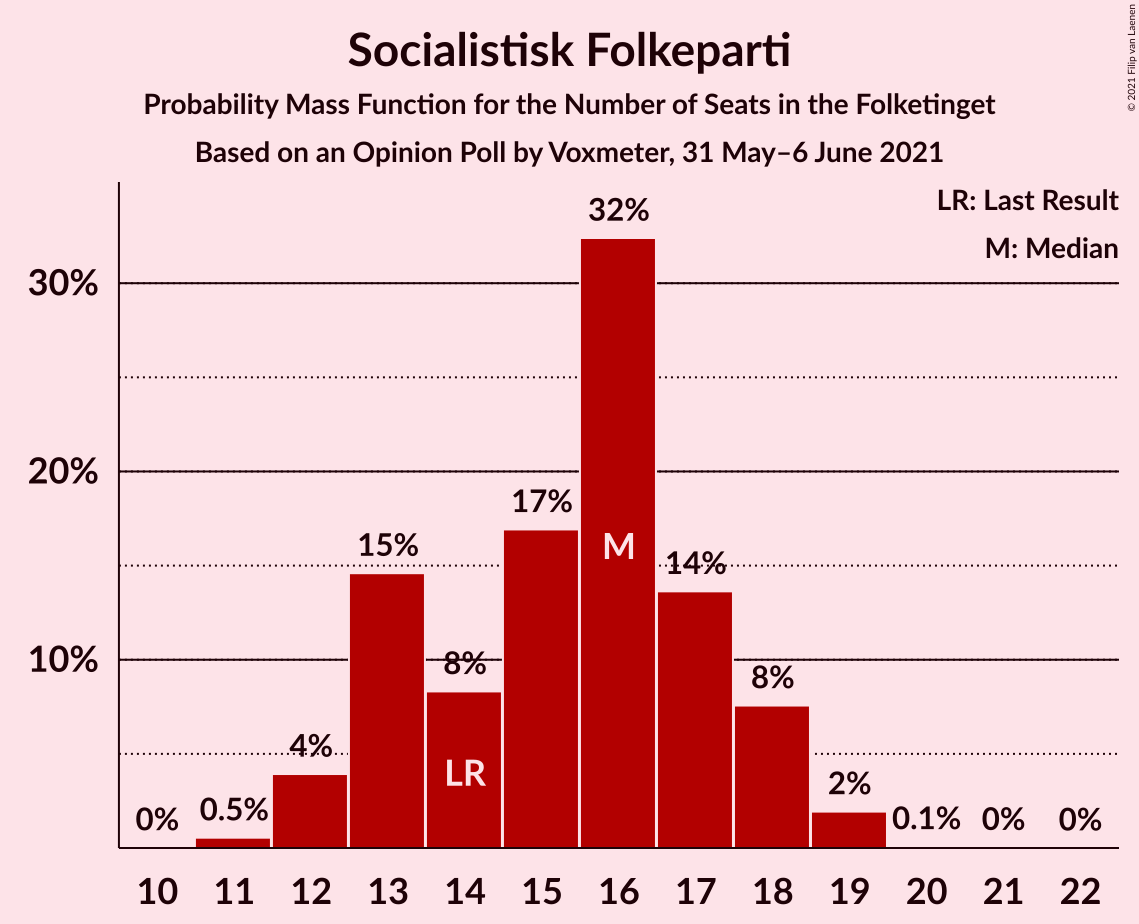 Socialistisk Folkeparti
Probability Mass Function for the Number of Seats in the Folketinget
Based on an Opinion Poll by Voxmeter, 31 May–6 June 2021
© 2021 Filip van Laenen
LR: Last Result
M: Median
30%
20%
10%
0%
0.5%
4%
15%
8%
17%
32%
14%
8%
2%
0.1%
0%
0%
LR
M
10 11 12 13 14 15 16 17 18 19 20 21 22